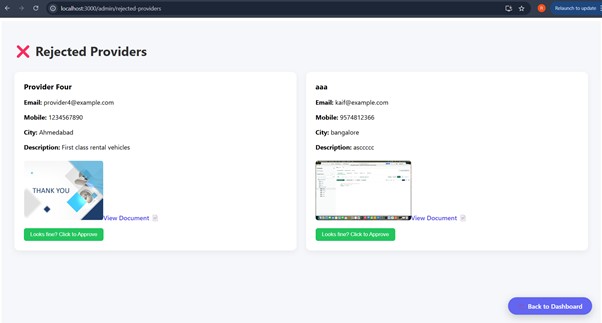 localhost:3000/admin/rejected-providers
Relaunch to update
❌ Rejected Providers
Provider Four
Email: provider4@example.com
Mobile: 1234567890
City: Ahmedabad
Description: First class rental vehicles
THANK YOU
View Document
Looks fine? Click to Approve
aaa
Email: kaif@example.com
Mobile: 9574812366
City: bangalore
Description: asccccc
View Document
Looks fine? Click to Approve
Back to Dashboard